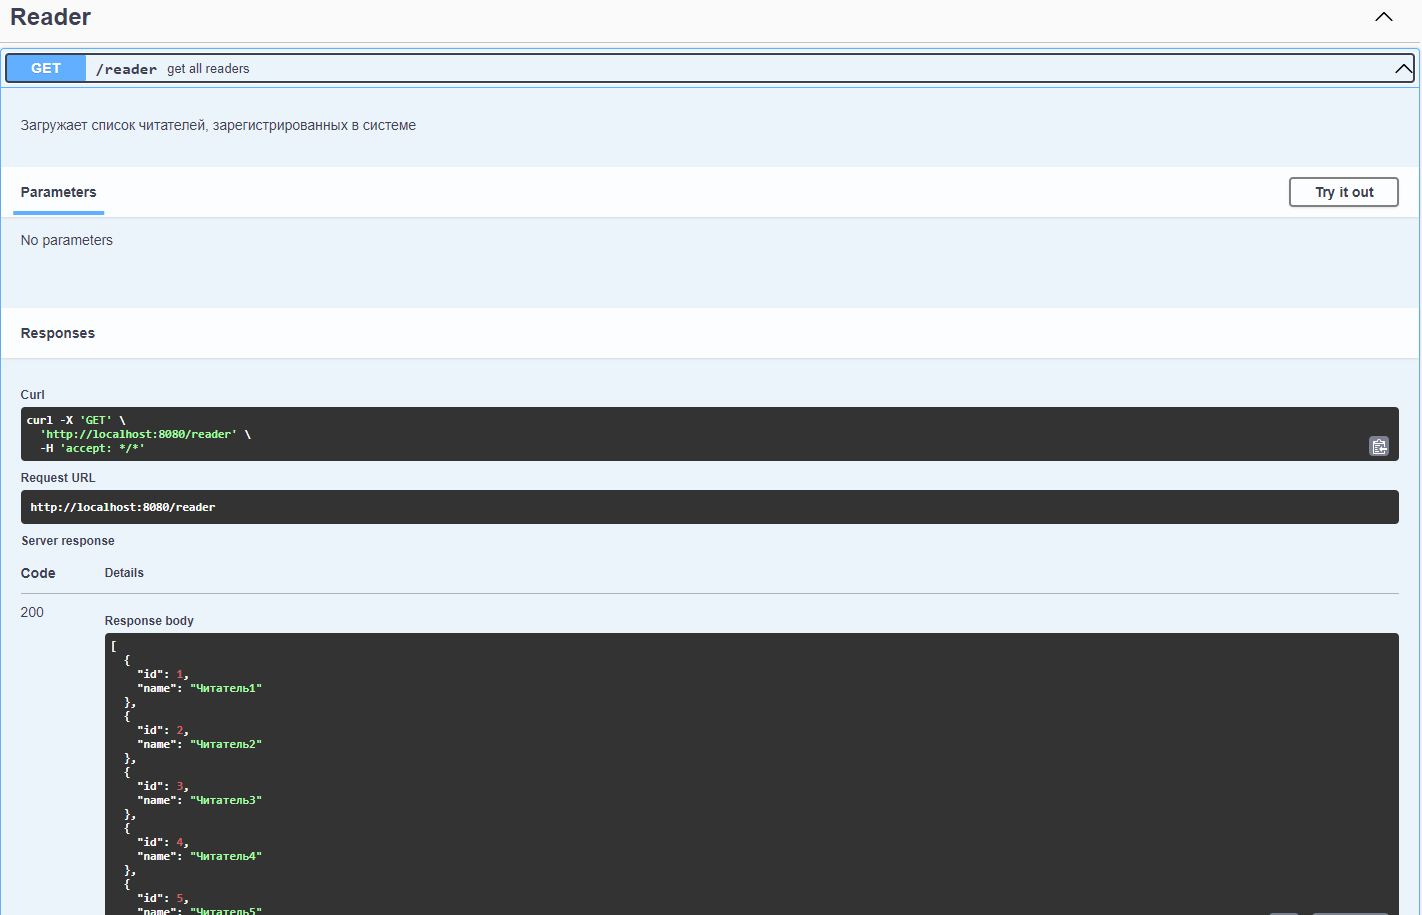 Reader
GET /reader get all readers
Загружает список читателей, зарегистрированных в системе
Parameters Try it out
No parameters
Responses
Curl
curl -X 'GET' \
'http://localhost:8080/reader' \
-H 'accept: */*'
Request URL
http://localhost:8080/reader
Server response
Code Details
200
Response body
[
{
"id": 1,
"name": "Читатель1"
},
{
"id": 2,
"name": "Читатель2"
},
{
"id": 3,
"name": "Читатель3"
},
{
"id": 4,
"name": "Читатель4"
},
{
"id": 5,
"name": "Читатель5"